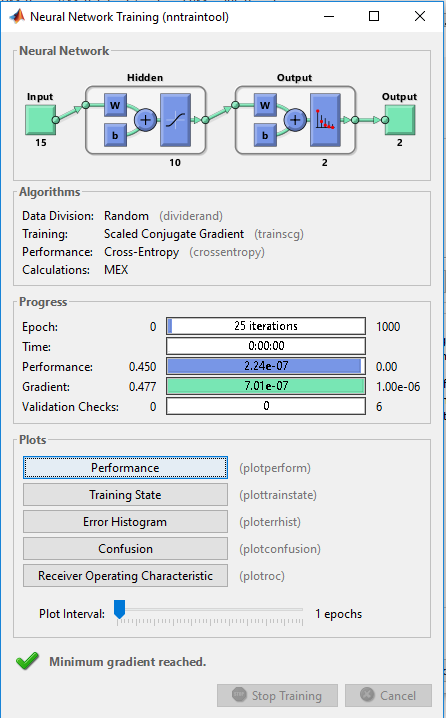 Neural Network Training (nntraintool)
Neural Network
Hidden
Output
Input
Output
W
b
+
W
b
+
15
10
2
2
Algorithms
Data Division: Random (dividerand)
Training: Scaled Conjugate Gradient (trainscg)
Performance: Cross-Entropy (crossentropy)
Calculations: MEX
Progress
Epoch: 0 25 iterations 1000
Time: 0:00:00
Performance: 0.450 2.24e-07 0.00
Gradient: 0.477 7.01e-07 1.00e-06
Validation Checks: 0 0 6
Plots
Performance (plotperform)
Training State (plottrainstate)
Error Histogram (ploterrhist)
Confusion (plotconfusion)
Receiver Operating Characteristic (plotroc)
Plot Interval: 1 epochs
Minimum gradient reached.
Stop Training Cancel